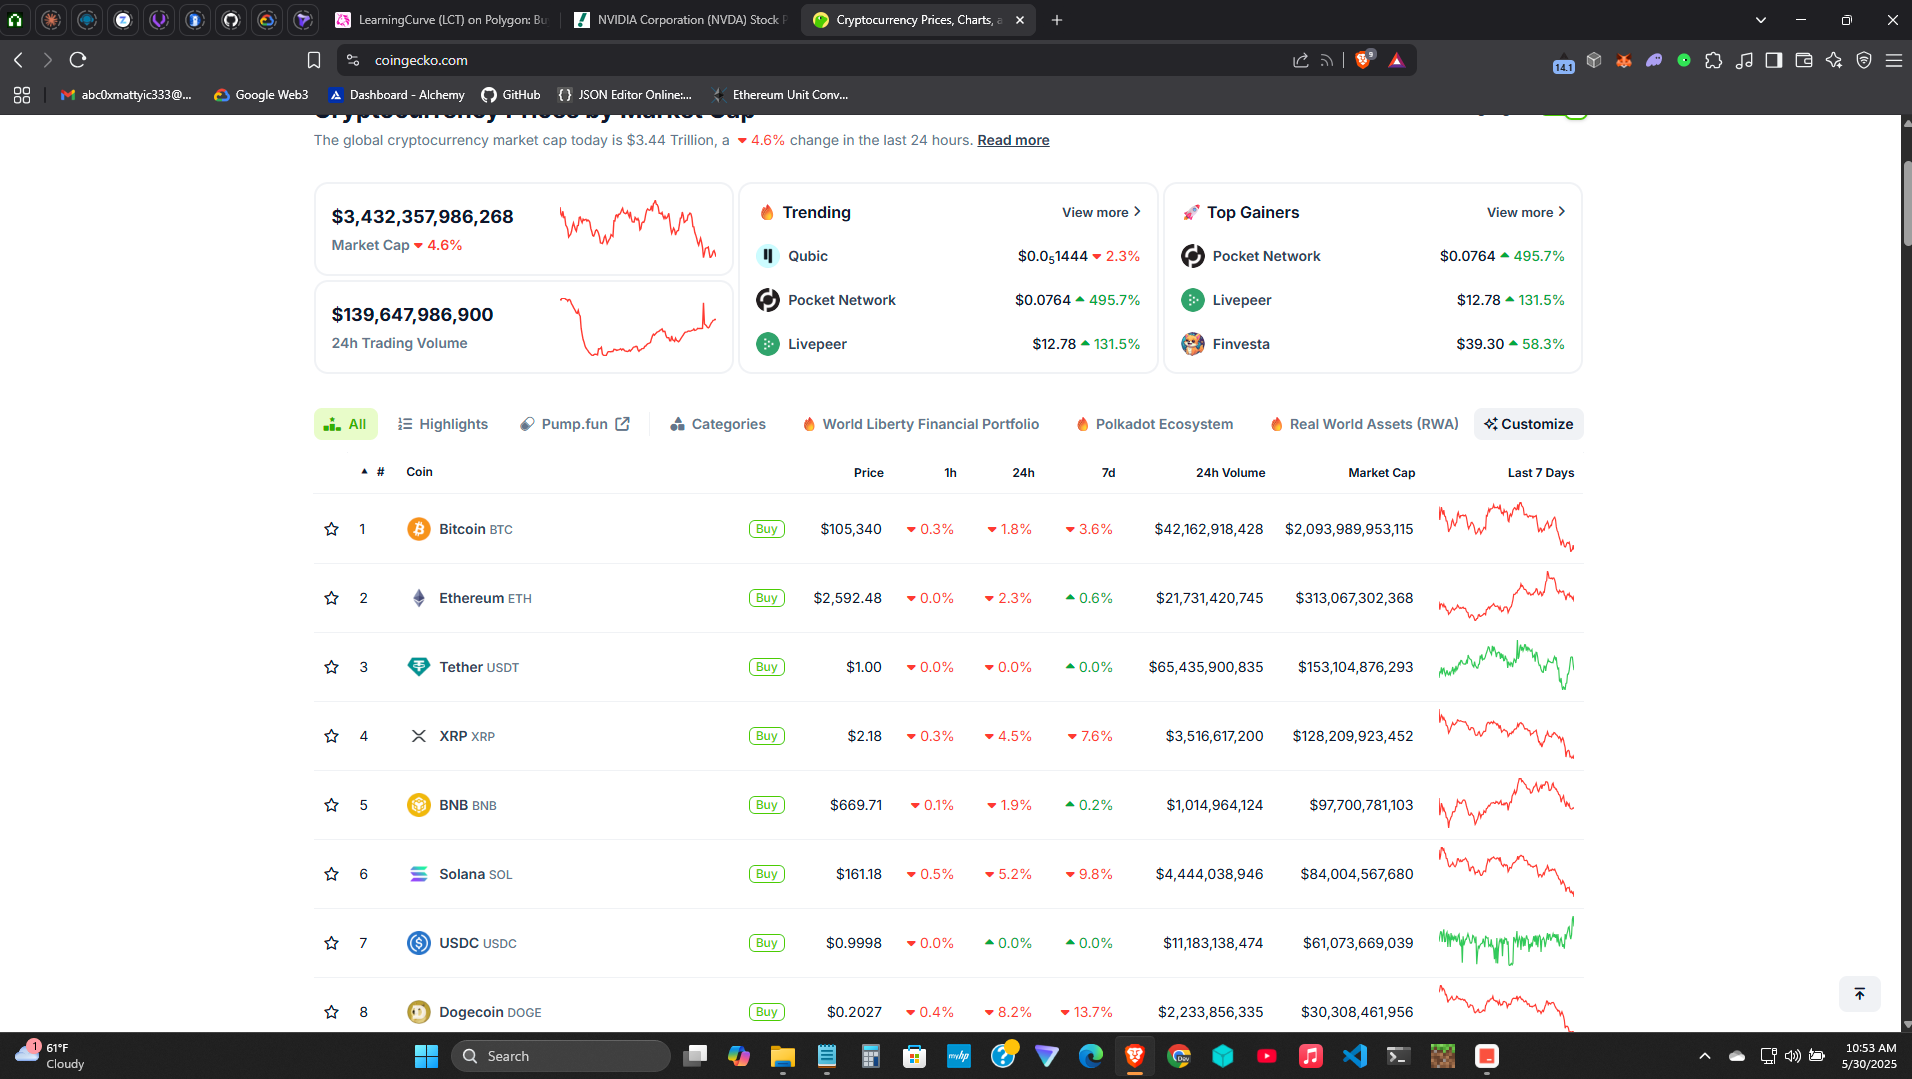 LearningCurve (LCT) on Polygon: Bu
NVIDIA Corporation (NVDA) Stock P
Cryptocurrency Prices, Charts, a
coingecko.com
9
14.1
abc0xmattyic333@...
Google Web3
Dashboard - Alchemy
GitHub
JSON Editor Online:...
Ethereum Unit Conv...
Cryptocurrency Prices by Market Cap
The global cryptocurrency market cap today is $3.44 Trillion, a 4.6% change in the last 24 hours. Read more
$3,432,357,986,268
Market Cap 4.6%
$139,647,986,900
24h Trading Volume
Trending View more
Qubic $0.0₅1444 2.3%
Pocket Network $0.0764 495.7%
Livepeer $12.78 131.5%
Top Gainers View more
Pocket Network $0.0764 495.7%
Livepeer $12.78 131.5%
Finvesta $39.30 58.3%
All Highlights Pump.fun Categories World Liberty Financial Portfolio Polkadot Ecosystem Real World Assets (RWA) Customize
# Coin Price 1h 24h 7d 24h Volume Market Cap Last 7 Days
1 Bitcoin BTC Buy $105,340 0.3% 1.8% 3.6% $42,162,918,428 $2,093,989,953,115
2 Ethereum ETH Buy $2,592.48 0.0% 2.3% 0.6% $21,731,420,745 $313,067,302,368
3 Tether USDT Buy $1.00 0.0% 0.0% 0.0% $65,435,900,835 $153,104,876,293
4 XRP XRP Buy $2.18 0.3% 4.5% 7.6% $3,516,617,200 $128,209,923,452
5 BNB BNB Buy $669.71 0.1% 1.9% 0.2% $1,014,964,124 $97,700,781,103
6 Solana SOL Buy $161.18 0.5% 5.2% 9.8% $4,444,038,946 $84,004,567,680
7 USDC USDC Buy $0.9998 0.0% 0.0% 0.0% $11,183,138,474 $61,073,669,039
8 Dogecoin DOGE Buy $0.2027 0.4% 8.2% 13.7% $2,233,856,335 $30,308,461,956
1
61°F
Cloudy
Search
myhp
Dev
10:53 AM
5/30/2025